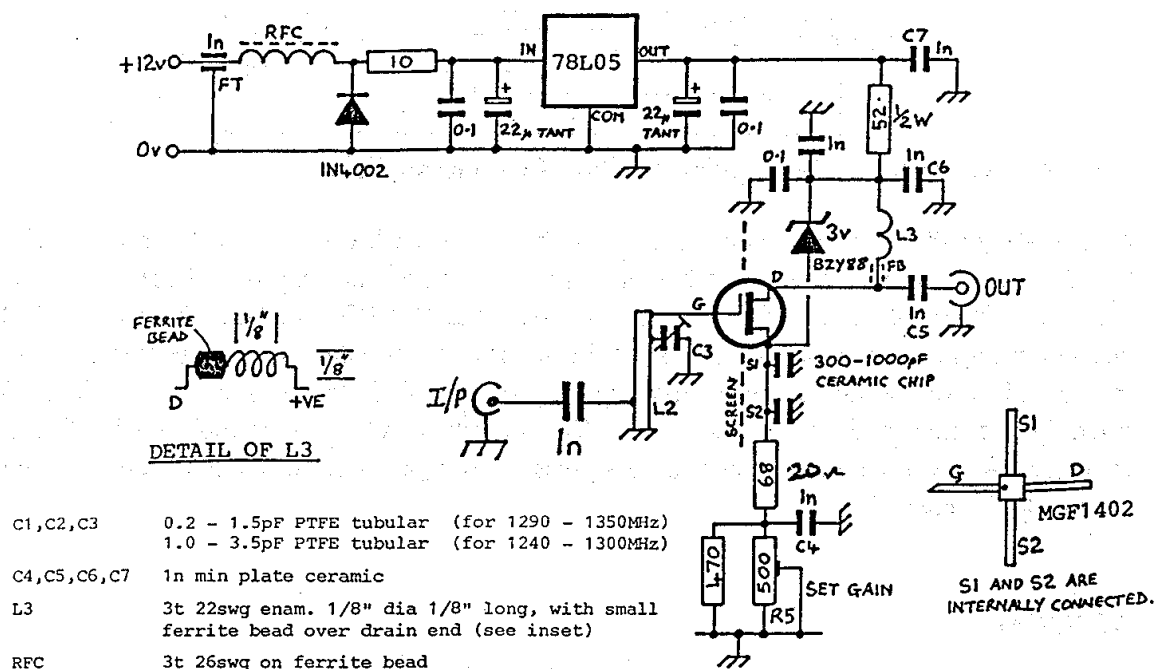 1n
RFC
+12v
FT
10
IN
78L05
OUT
COM
C7
1n
0.1
+
22µ TANT
+
22µ TANT
0.1
52.
½W
0v
IN4002
1n
0.1
1n
C6
3v
BZY88
L3
FB
D
G
OUT
1n
C5
C3
FERRITE
BEAD
1/8"
1/8"
D
+VE
DETAIL OF L3
I/P
1n
L2
SCREEN
S1
300-1000pF
CERAMIC CHIP
S2
68
20Ω
1n
C4
470
500
SET GAIN
R5
S1
G
D
MGF1402
S2
S1 AND S2 ARE
INTERNALLY CONNECTED.
C1,C2,C3 0.2 - 1.5pF PTFE tubular (for 1290 - 1350MHz)
1.0 - 3.5pF PTFE tubular (for 1240 - 1300MHz)
C4,C5,C6,C7 1n min plate ceramic
L3 3t 22swg enam. 1/8" dia 1/8" long, with small
ferrite bead over drain end (see inset)
RFC 3t 26swg on ferrite bead